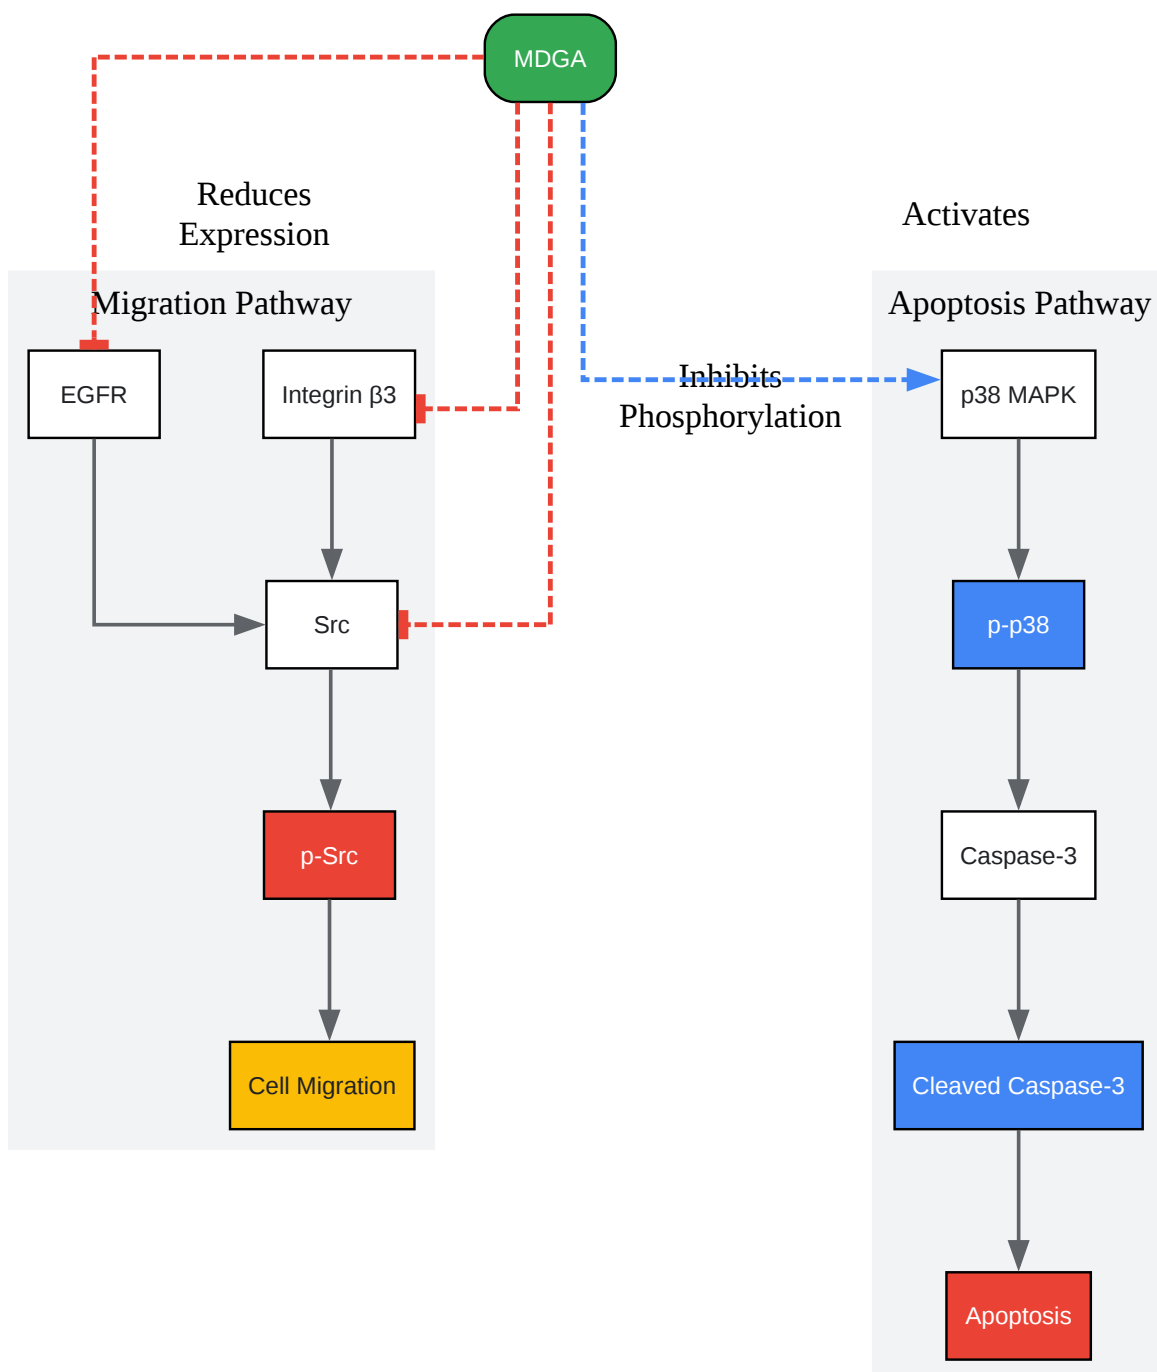 MDGA
Reduces
Expression
Activates
Migration Pathway
Apoptosis Pathway
Inhibits
Phosphorylation
EGFR
Integrin β3
p38 MAPK
Src
p-p38
p-Src
Caspase-3
Cell Migration
Cleaved Caspase-3
Apoptosis